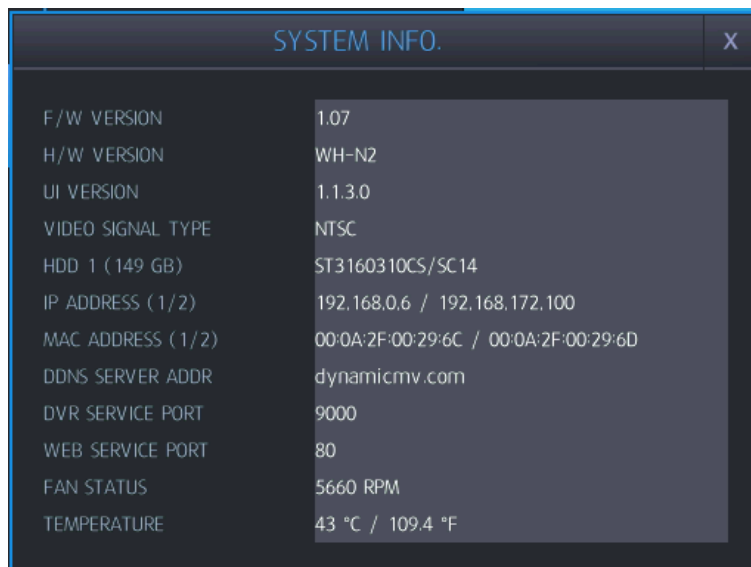 SYSTEM INFO.
X
F/W VERSION 1.07
H/W VERSION WH-N2
UI VERSION 1.1.3.0
VIDEO SIGNAL TYPE NTSC
HDD 1 (149 GB) ST3160310CS/SC14
IP ADDRESS (1/2) 192.168.0.6 / 192.168.172.100
MAC ADDRESS (1/2) 00:0A:2F:00:29:6C / 00:0A:2F:00:29:6D
DDNS SERVER ADDR dynamicmv.com
DVR SERVICE PORT 9000
WEB SERVICE PORT 80
FAN STATUS 5660 RPM
TEMPERATURE 43 °C / 109.4 °F